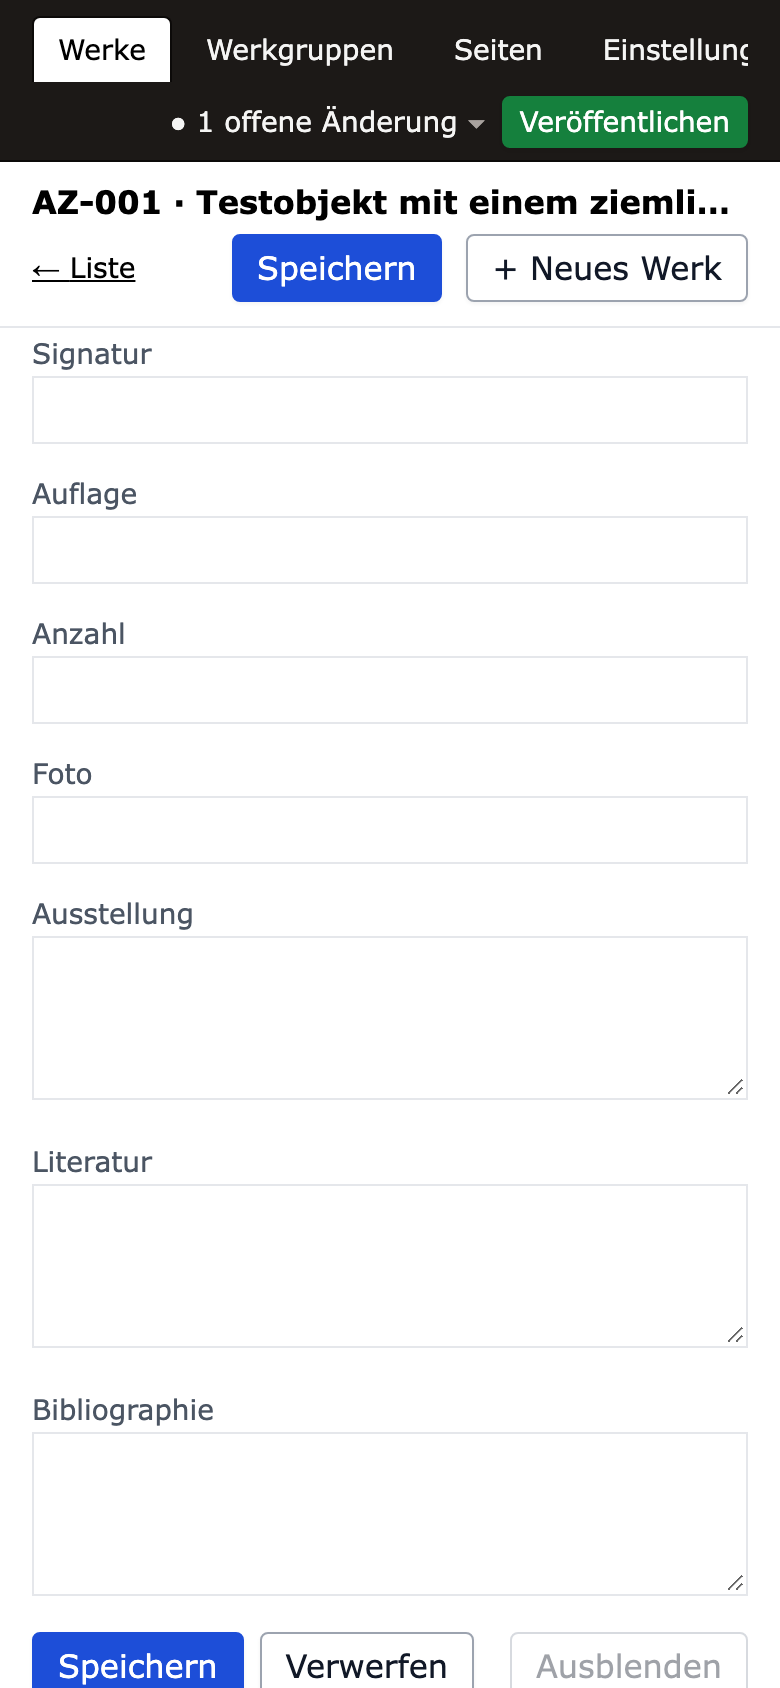 Werke Werkgruppen Seiten Einstellung
● 1 offene Änderung ▾ Veröffentlichen
AZ-001 · Testobjekt mit einem ziemli...
← Liste Speichern + Neues Werk
Signatur
Auflage
Anzahl
Foto
Ausstellung
Literatur
Bibliographie
Speichern Verwerfen Ausblenden